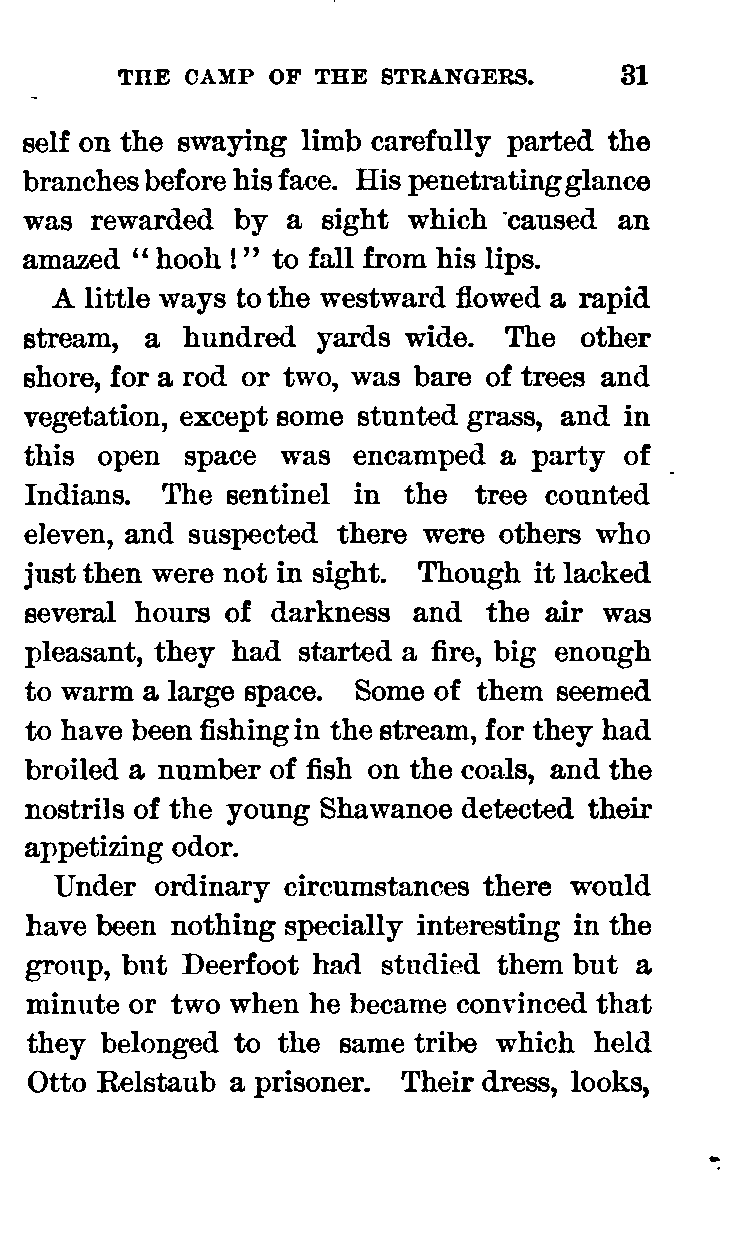 THE CAMP OF THE STRANGERS. 31
self on the swaying limb carefully parted the
branches before his face. His penetrating glance
was rewarded by a sight which caused an
amazed “hooh!” to fall from his lips.
A little ways to the westward flowed a rapid
stream, a hundred yards wide. The other
shore, for a rod or two, was bare of trees and
vegetation, except some stunted grass, and in
this open space was encamped a party of
Indians. The sentinel in the tree counted
eleven, and suspected there were others who
just then were not in sight. Though it lacked
several hours of darkness and the air was
pleasant, they had started a fire, big enough
to warm a large space. Some of them seemed
to have been fishing in the stream, for they had
broiled a number of fish on the coals, and the
nostrils of the young Shawanoe detected their
appetizing odor.
Under ordinary circumstances there would
have been nothing specially interesting in the
group, but Deerfoot had studied them but a
minute or two when he became convinced that
they belonged to the same tribe which held
Otto Relstaub a prisoner. Their dress, looks,